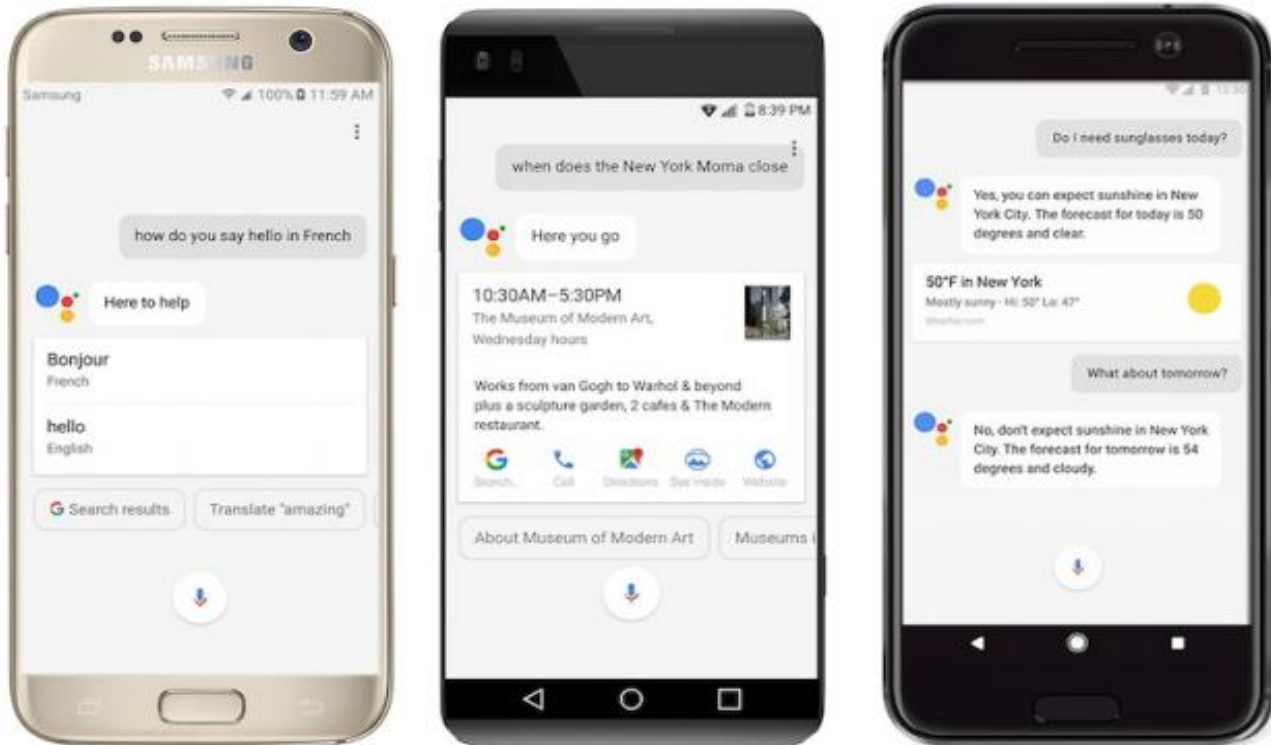 SAMSUNG
Samsung
100% 11:59 AM
how do you say hello in French
Here to help
Bonjour
French
hello
English
G Search results
Translate "amazing"
8:39 PM
when does the New York Moma close
Here you go
10:30AM–5:30PM
The Museum of Modern Art,
Wednesday hours
Works from van Gogh to Warhol & beyond
plus a sculpture garden, 2 cafes & The Modern
restaurant.
Search...
Call
Directions
See inside
Website
About Museum of Modern Art
Museums i
12:30
Do I need sunglasses today?
Yes, you can expect sunshine in New
York City. The forecast for today is 50
degrees and clear.
50°F in New York
Mostly sunny · Hi: 50° Lo: 47°
What about tomorrow?
No, don't expect sunshine in New York
City. The forecast for tomorrow is 54
degrees and cloudy.